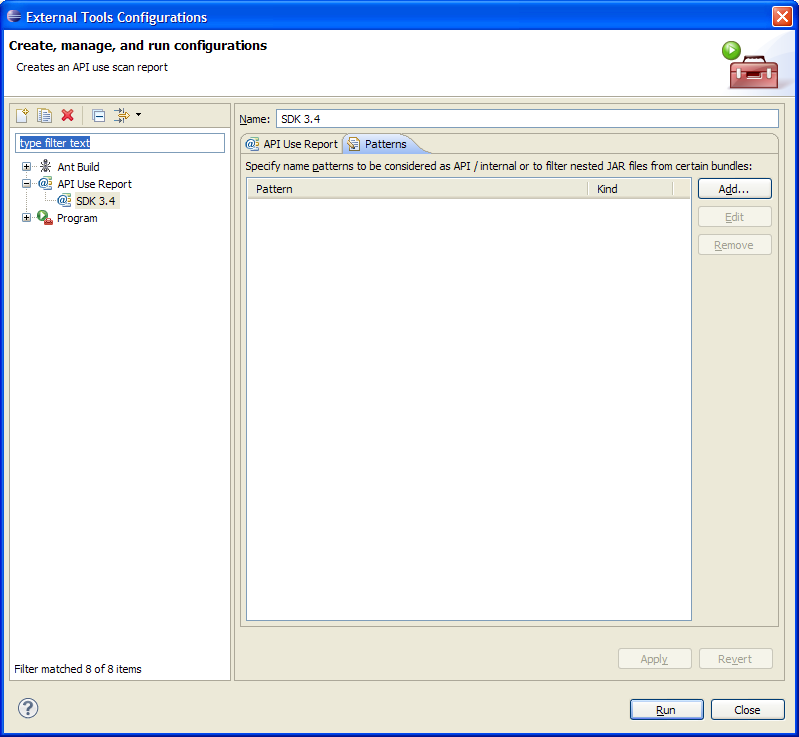 External Tools Configurations
Create, manage, and run configurations
Creates an API use scan report
type filter text
Ant Build
API Use Report
SDK 3.4
Program
Filter matched 8 of 8 items
Name: SDK 3.4
API Use Report Patterns
Specify name patterns to be considered as API / internal or to filter nested JAR files from certain bundles:
Pattern Kind
Add...
Edit
Remove
Apply Revert
? Run Close